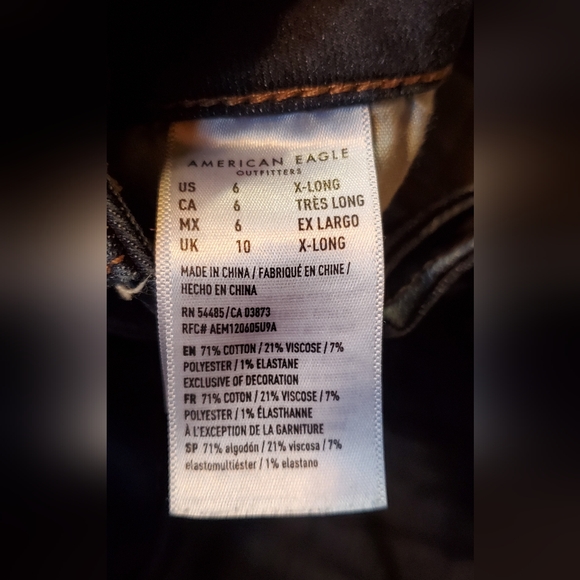 AMERICAN EAGLE
OUTFITTERS
US 6 X-LONG
CA 6 TRÈS LONG
MX 6 EX LARGO
UK 10 X-LONG
MADE IN CHINA / FABRIQUÉ EN CHINE /
HECHO EN CHINA
RN 54485/CA 03873
RFC# AEM1206D5U9A
EN 71% COTTON / 21% VISCOSE / 7%
POLYESTER / 1% ELASTANE
EXCLUSIVE OF DECORATION
FR 71% COTON / 21% VISCOSE / 7%
POLYESTER / 1% ÉLASTHANNE
À L'EXCEPTION DE LA GARNITURE
SP 71% algodón / 21% viscosa / 7%
elastomultiéster / 1% elastano